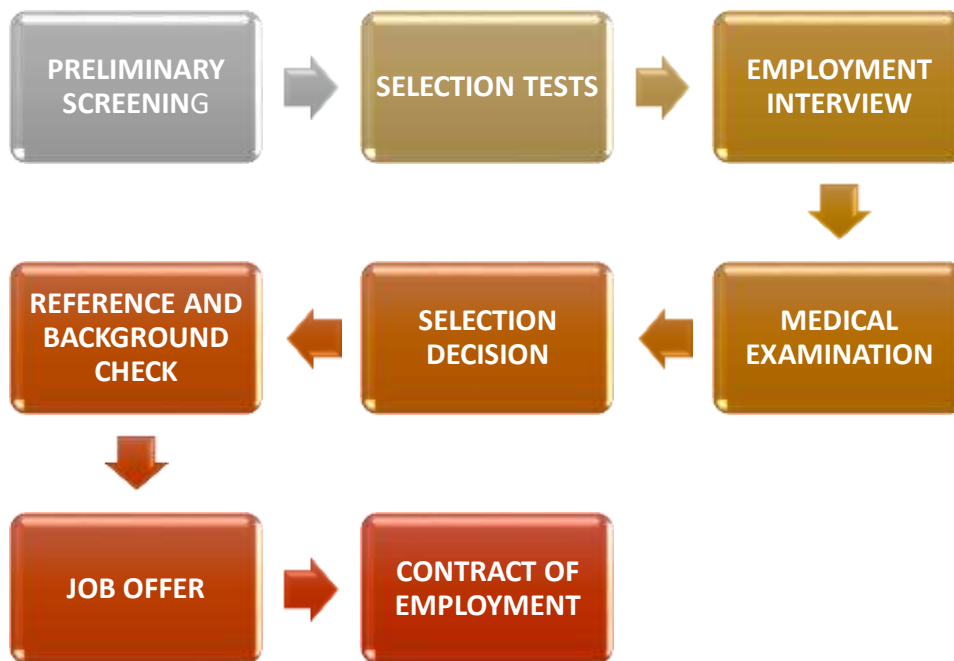 PRELIMINARY
SCREENING
SELECTION TESTS
EMPLOYMENT
INTERVIEW
MEDICAL
EXAMINATION
SELECTION
DECISION
REFERENCE AND
BACKGROUND
CHECK
JOB OFFER
CONTRACT OF
EMPLOYMENT